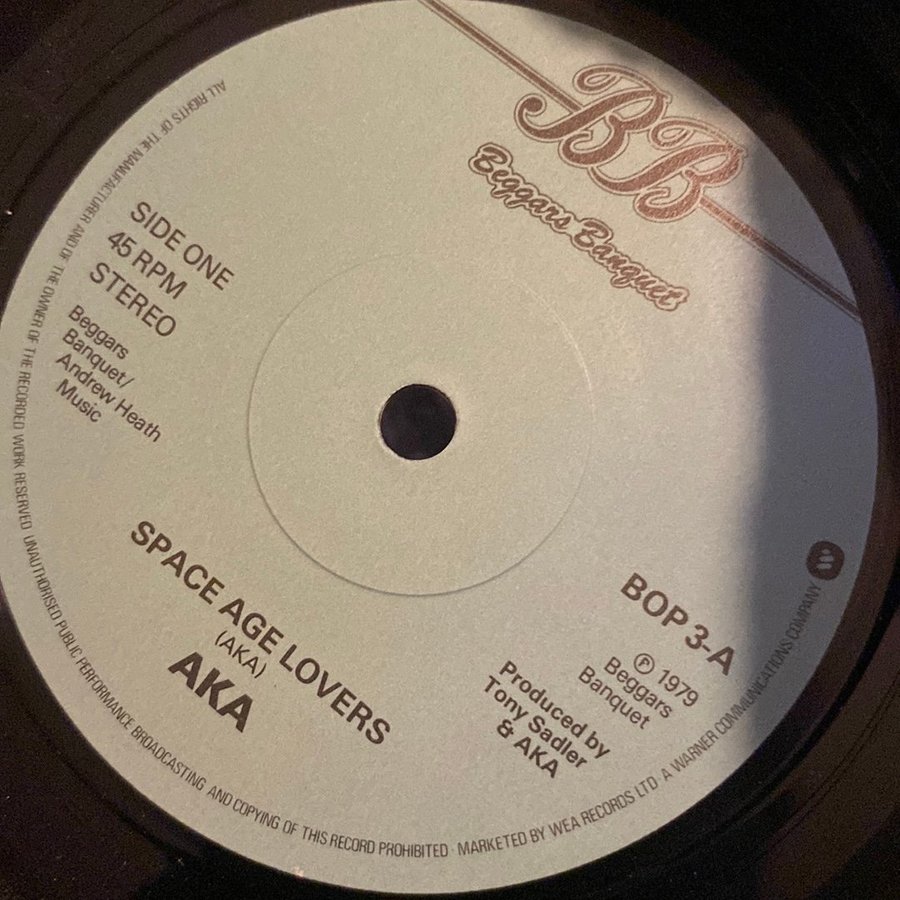 BB
Beggars Banquet
SIDE ONE
45 RPM
STEREO
Beggars
Banquet/
Andrew Heath
Music
SPACE AGE LOVERS
(AKA)
AKA
BOP 3-A
℗ 1979
Beggars
Banquet
Produced by
Tony Sadler
& AKA
ALL RIGHTS OF THE MANUFACTURER AND OF THE OWNER OF THE RECORDED WORK RESERVED UNAUTHORISED PUBLIC PERFORMANCE BROADCASTING AND COPYING OF THIS RECORD PROHIBITED · MARKETED BY WEA RECORDS LTD A WARNER COMMUNICATIONS COMPANY